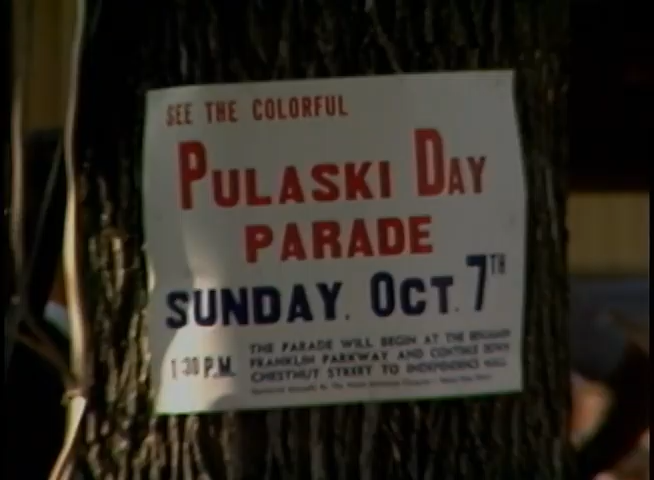 SEE THE COLORFUL
PULASKI DAY
PARADE
SUNDAY. OCT. 7TH
1:30 P.M.
THE PARADE WILL BEGIN AT THE BENJAMIN
FRANKLIN PARKWAY AND CONTINUE DOWN
CHESTNUT STREET TO INDEPENDENCE HALL